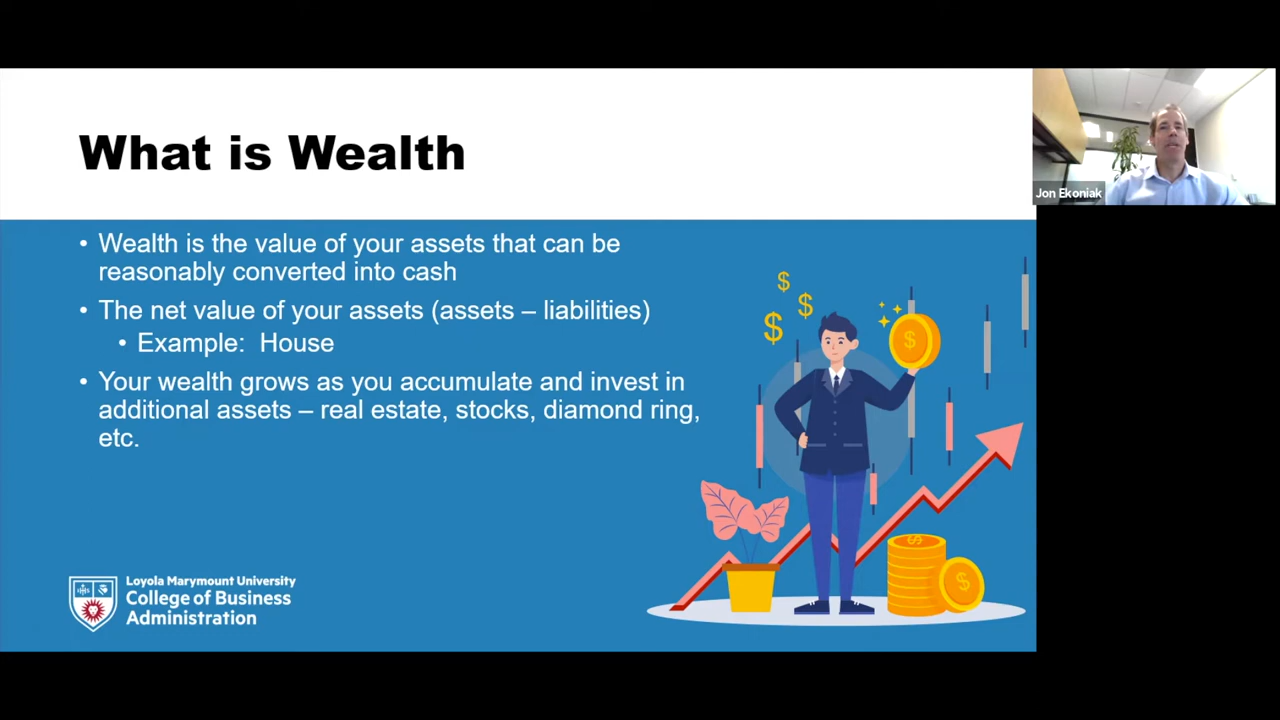 What is Wealth
Jon Ekoniak
• Wealth is the value of your assets that can be
reasonably converted into cash
• The net value of your assets (assets – liabilities)
• Example:  House
• Your wealth grows as you accumulate and invest in
additional assets – real estate, stocks, diamond ring,
etc.
$
$
$
$
$
$
Loyola Marymount University
College of Business
Administration